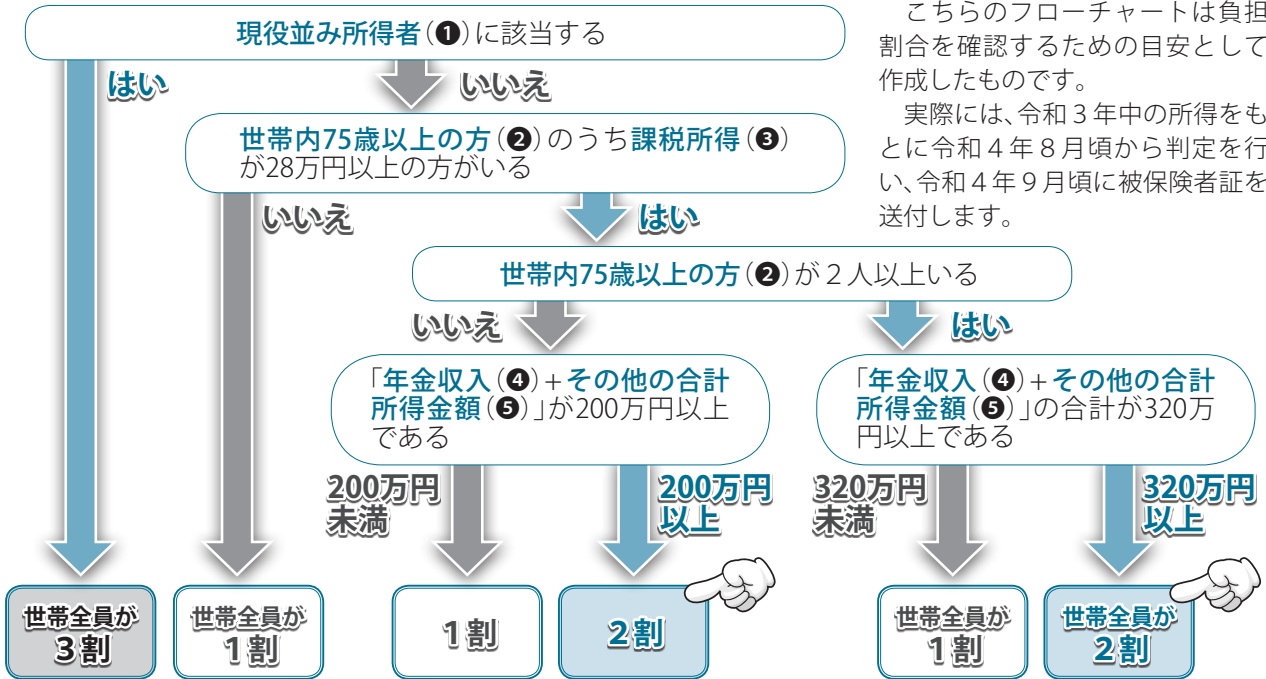 現役並み所得者(❶)に該当する
はい
いいえ
世帯内75歳以上の方(❷)のうち課税所得(❸)
が28万円以上の方がいる
いいえ
はい
世帯内75歳以上の方(❷)が2人以上いる
いいえ
はい
「年金収入(❹)+その他の合計
所得金額(❺)」が200万円以上
である
「年金収入(❹)+その他の合計
所得金額(❺)」の合計が320万
円以上である
200万円
未満
200万円
以上
320万円
未満
320万円
以上
世帯全員が
3割
世帯全員が
1割
1割
2割
世帯全員が
1割
世帯全員が
2割
こちらのフローチャートは負担
割合を確認するための目安として
作成したものです。
実際には、令和3年中の所得をも
とに令和4年8月頃から判定を行
い、令和4年9月頃に被保険者証を
送付します。